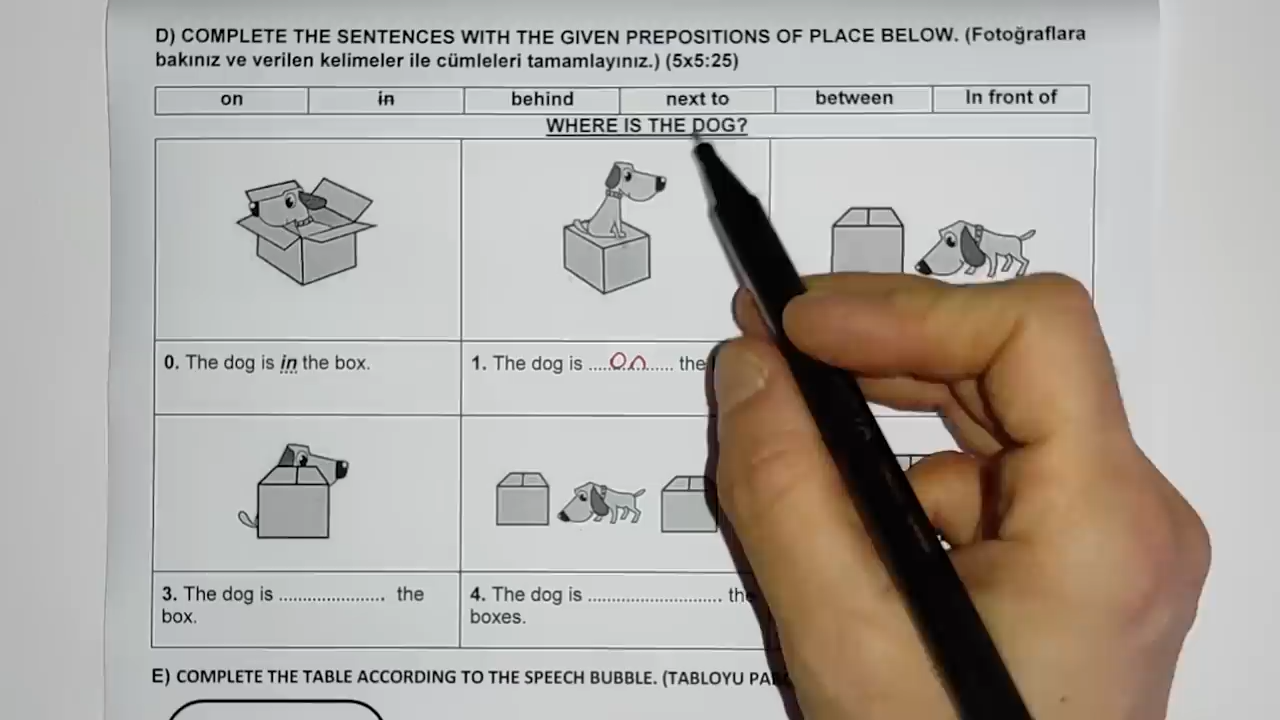 D) COMPLETE THE SENTENCES WITH THE GIVEN PREPOSITIONS OF PLACE BELOW. (Fotoğraflara
bakınız ve verilen kelimeler ile cümleleri tamamlayınız.) (5x5:25)
on in behind next to between In front of
WHERE IS THE DOG?
0. The dog is in the box.
1. The dog is .....on...... the
3. The dog is ..................... the
box.
4. The dog is ........................... the
boxes.
E) COMPLETE THE TABLE ACCORDING TO THE SPEECH BUBBLE. (TABLOYU